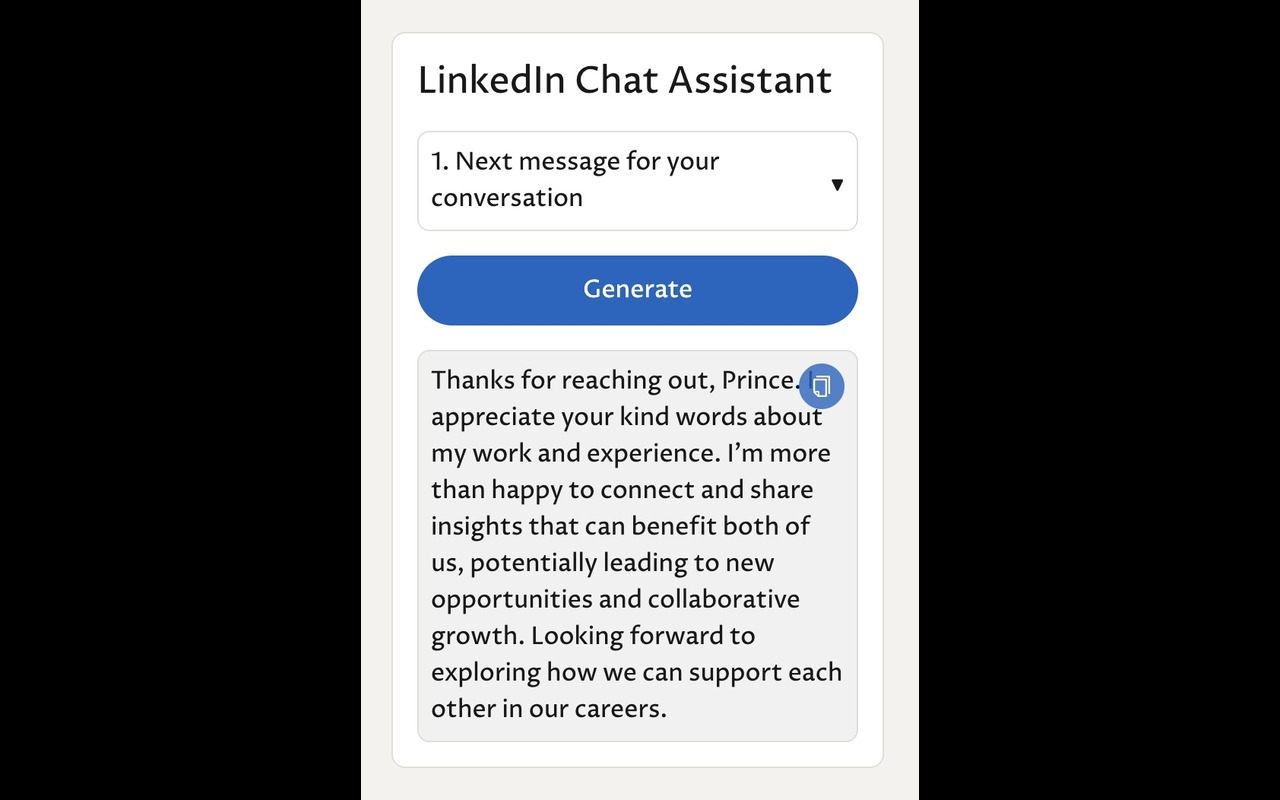 LinkedIn Chat Assistant
1. Next message for your
conversation
Generate
Thanks for reaching out, Prince. I
appreciate your kind words about
my work and experience. I’m more
than happy to connect and share
insights that can benefit both of
us, potentially leading to new
opportunities and collaborative
growth. Looking forward to
exploring how we can support each
other in our careers.